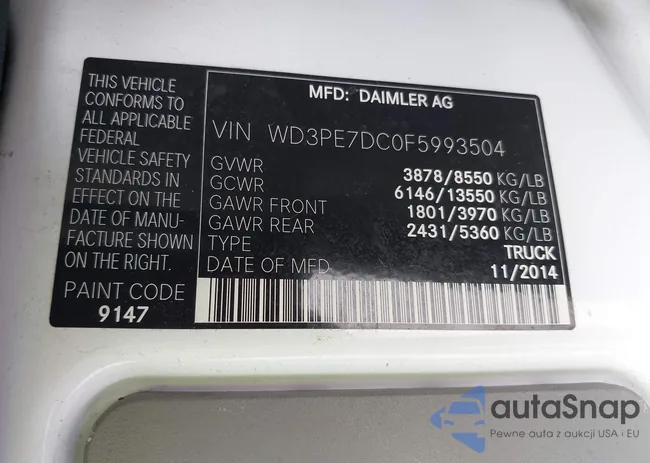 THIS VEHICLE
CONFORMS TO
ALL APPLICABLE
FEDERAL
VEHICLE SAFETY
STANDARDS IN
EFFECT ON THE
DATE OF MANU-
FACTURE SHOWN
ON THE RIGHT.
PAINT CODE
9147
MFD: DAIMLER AG
VIN WD3PE7DC0F5993504
GVWR 3878/8550 KG/LB
GCWR 6146/13550 KG/LB
GAWR FRONT 1801/3970 KG/LB
GAWR REAR 2431/5360 KG/LB
TYPE TRUCK
DATE OF MFD 11/2014
autaSnap
Pewne auta z aukcji USA i EU